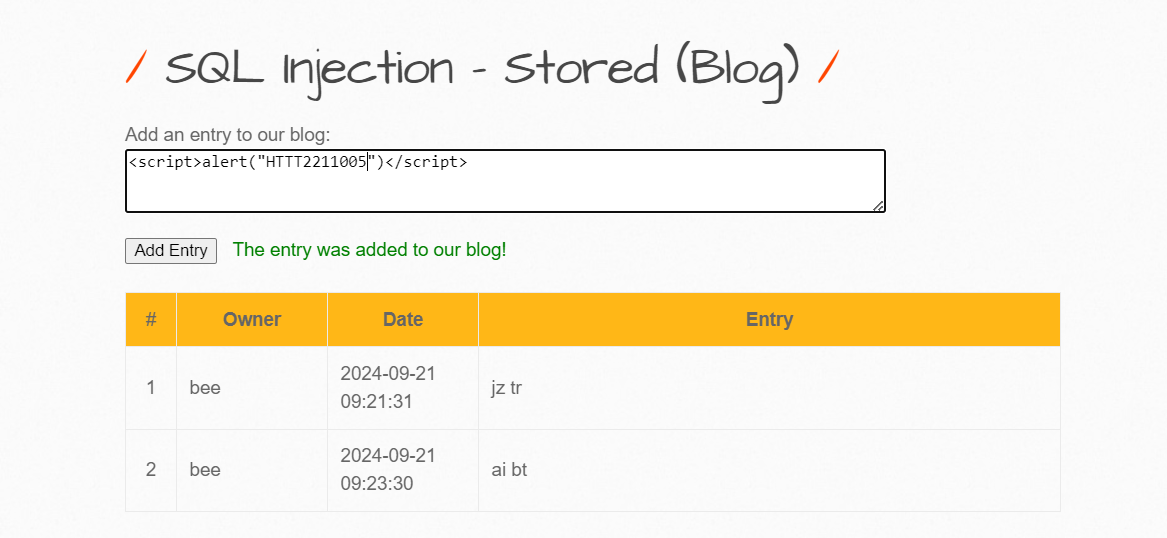 / SQL Injection - Stored (Blog) /
Add an entry to our blog:
<script>alert("HTTT2211005")</script>
Add Entry The entry was added to our blog!
# Owner Date Entry
1 bee 2024-09-21 09:21:31 jz tr
2 bee 2024-09-21 09:23:30 ai bt